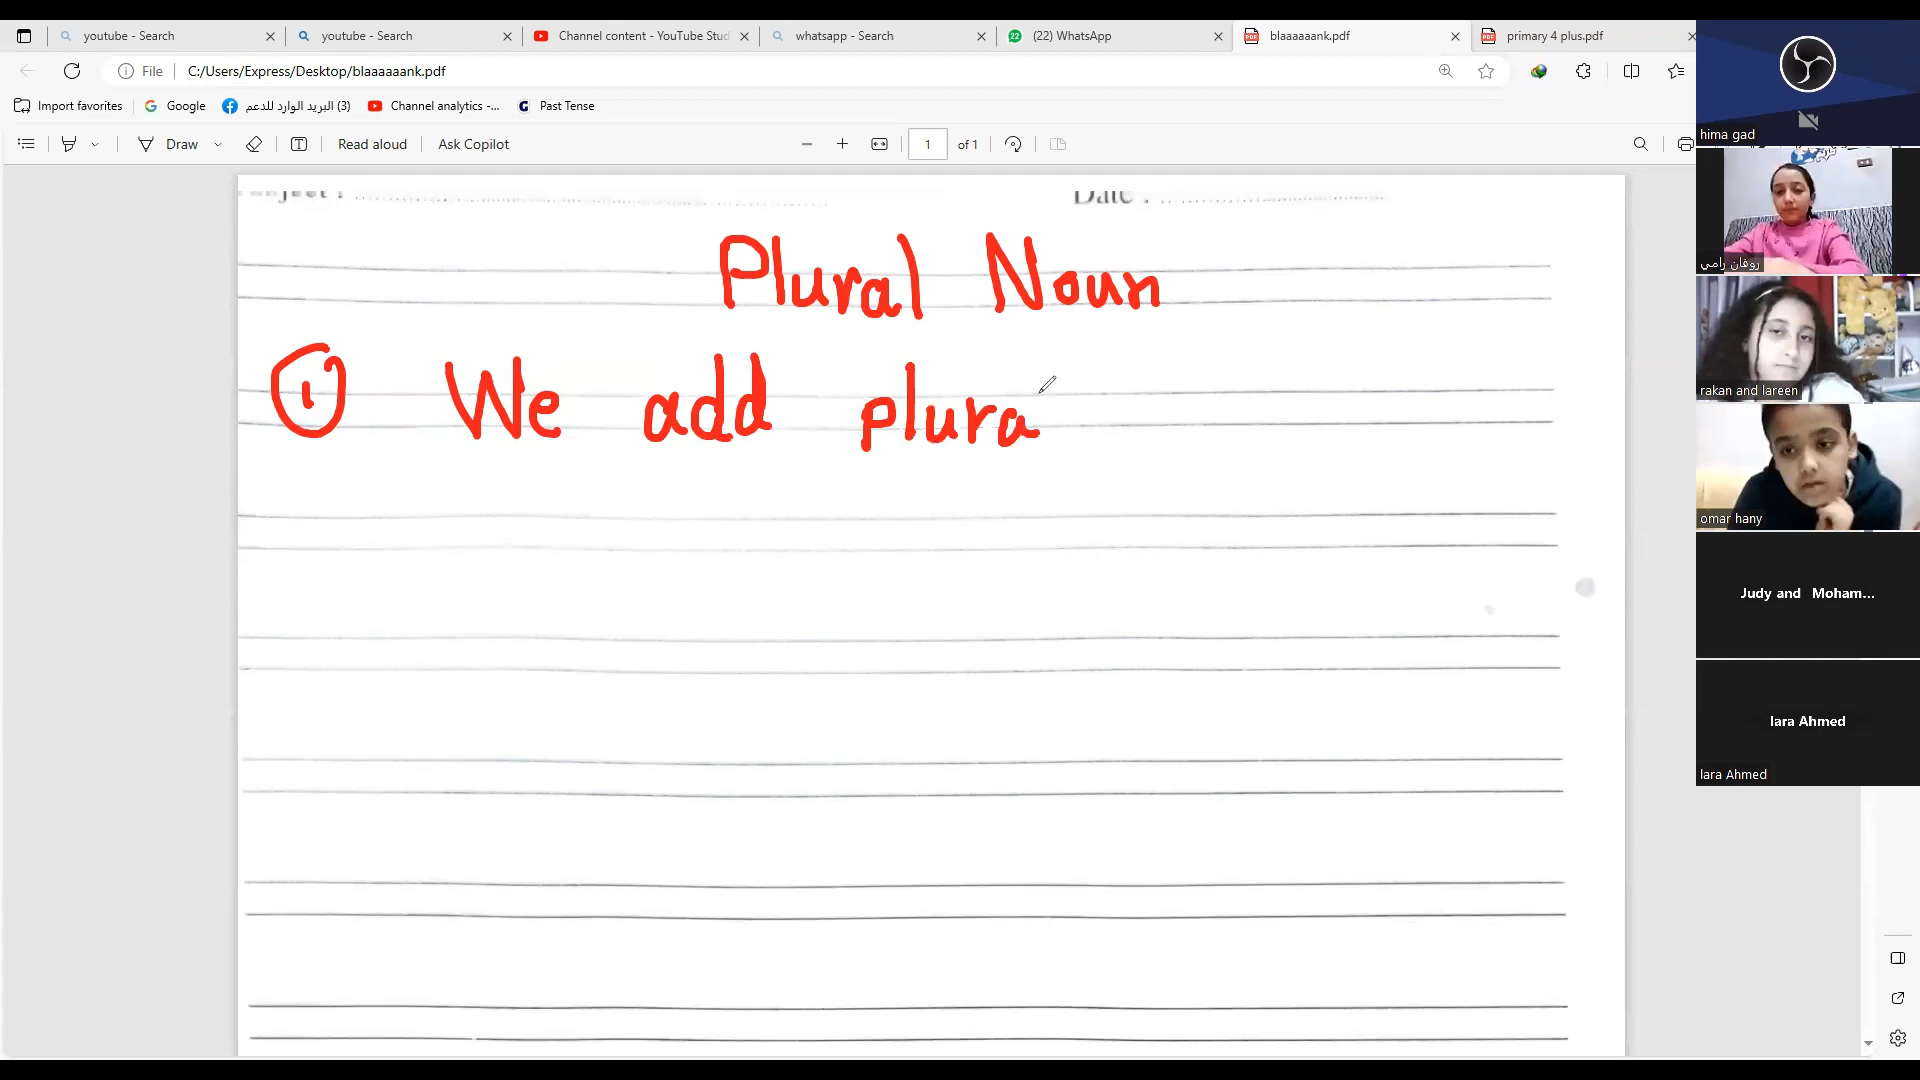 youtube - Search
youtube - Search
Channel content - YouTube Stud
whatsapp - Search
(22) WhatsApp
blaaaaaank.pdf
primary 4 plus.pdf
File
C:/Users/Express/Desktop/blaaaaaank.pdf
Import favorites
Google
(3) البريد الوارد للدعم
Channel analytics -...
Past Tense
Draw
Read aloud
Ask Copilot
1 of 1
Date :
Plural Noun
1 We add plura
hima gad
روفان رامي
rakan and lareen
omar hany
Judy and Moham...
lara Ahmed
lara Ahmed